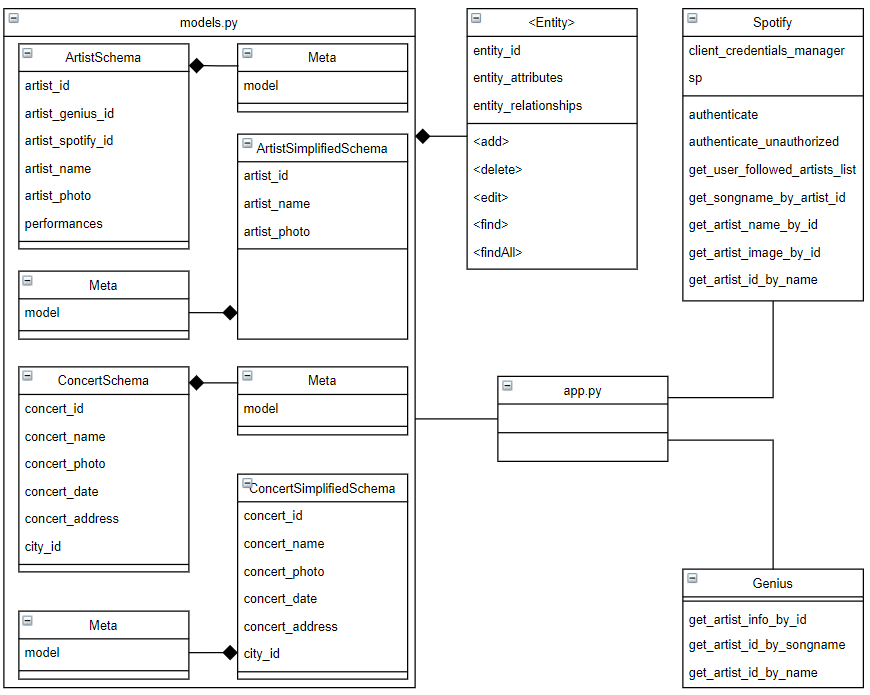 models.py
ArtistSchema
artist_id
artist_genius_id
artist_spotify_id
artist_name
artist_photo
performances
Meta
model
ArtistSimplifiedSchema
artist_id
artist_name
artist_photo
Meta
model
ConcertSchema
concert_id
concert_name
concert_photo
concert_date
concert_address
city_id
Meta
model
ConcertSimplifiedSchema
concert_id
concert_name
concert_photo
concert_date
concert_address
city_id
Meta
model
<Entity>
entity_id
entity_attributes
entity_relationships
<add>
<delete>
<edit>
<find>
<findAll>
Spotify
client_credentials_manager
sp
authenticate
authenticate_unauthorized
get_user_followed_artists_list
get_songname_by_artist_id
get_artist_name_by_id
get_artist_image_by_id
get_artist_id_by_name
app.py
Genius
get_artist_info_by_id
get_artist_id_by_songname
get_artist_id_by_name